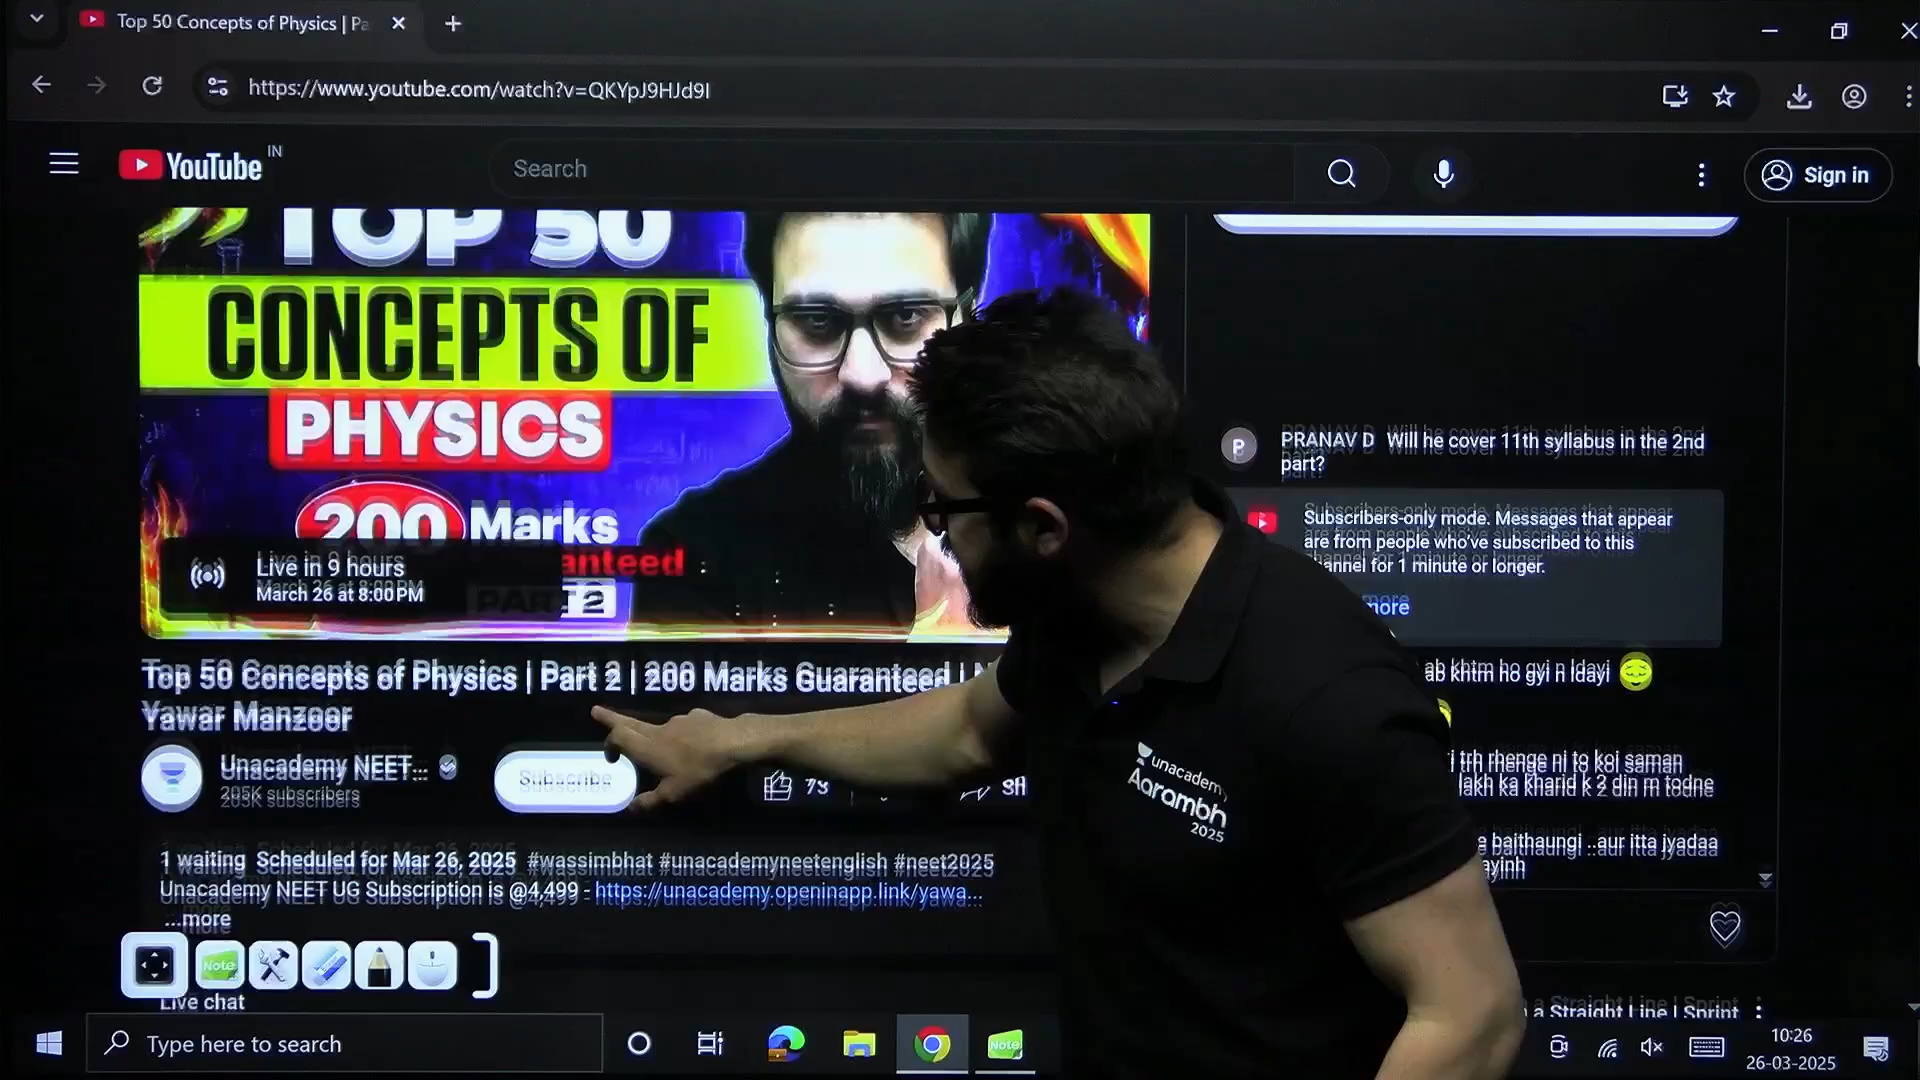 Top 50 Concepts of Physics | Pa
https://www.youtube.com/watch?v=QKYpJ9HJd9I
YouTube IN
Search
Sign in
TOP 50
CONCEPTS OF
PHYSICS
200 Marks
anteed
PART 2
Live in 9 hours
March 26 at 8:00 PM
Top 50 Concepts of Physics | Part 2 | 200 Marks Guaranteed |
Yawar Manzoor
Unacademy NEET...
205K subscribers
Subscribe
1 waiting Scheduled for Mar 26, 2025 #wassimbhat #unacademyneetenglish #neet2025
Unacademy NEET UG Subscription is @4,499 - https://unacademy.openinapp.link/yawa...
...more
Note
Live chat
P
PRANAV D Will he cover 11th syllabus in the 2nd
part?
Subscribers-only mode. Messages that appear
are from people who've subscribed to this
annel for 1 minute or longer.
more
ab khtm ho gyi n ldayi
trh rhenge ni to koi saman
lakh ka kharid k 2 din m todne
baithaungi ..aur itta jyadaa
a Straight Line | Sprint
unacademy
Aarambh
2025
Type here to search
Note
10:26
26-03-2025